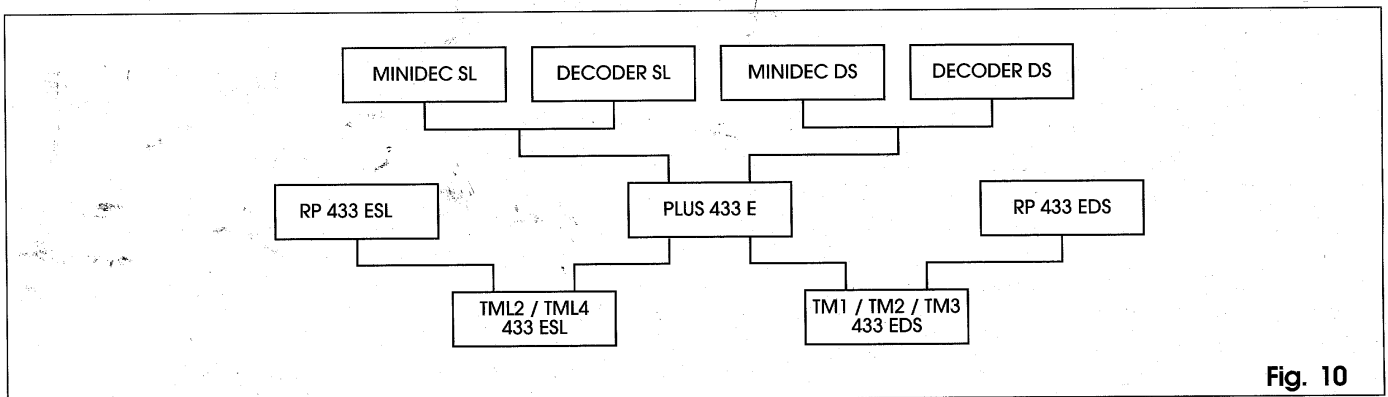 MINIDEC SL
DECODER SL
MINIDEC DS
DECODER DS
RP 433 ESL
PLUS 433 E
RP 433 EDS
TML2 / TML4
433 ESL
TM1 / TM2 / TM3
433 EDS
Fig. 10